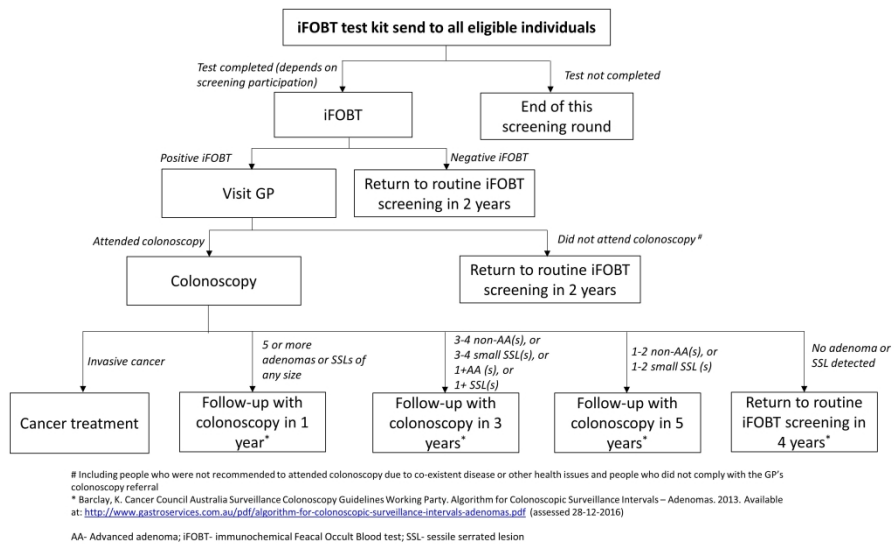 iFOBT test kit send to all eligible individuals
Test completed (depends on
screening participation)
Test not completed
iFOBT
End of this
screening round
Positive iFOBT
Negative iFOBT
Visit GP
Return to routine iFOBT
screening in 2 years
Attended colonoscopy
Did not attend colonoscopy #
Colonoscopy
Return to routine iFOBT
screening in 2 years
Invasive cancer
5 or more
adenomas or SSLs of
any size
3-4 non-AA(s), or
3-4 small SSL(s), or
1+AA (s), or
1+ SSL(s)
1-2 non-AA(s), or
1-2 small SSL (s)
No adenoma or
SSL detected
Cancer treatment
Follow-up with
colonoscopy in 1
year*
Follow-up with
colonoscopy in 3
years*
Follow-up with
colonoscopy in 5
years*
Return to routine
iFOBT screening in
4 years*
# Including people who were not recommended to attended colonoscopy due to co-existent disease or other health issues and people who did not comply with the GP's
colonoscopy referral
* Barclay, K. Cancer Council Australia Surveillance Colonoscopy Guidelines Working Party. Algorithm for Colonoscopic Surveillance Intervals – Adenomas. 2013. Available
at: http://www.gastroservices.com.au/pdf/algorithm-for-colonoscopic-surveillance-intervals-adenomas.pdf (assessed 28-12-2016)
AA- Advanced adenoma; iFOBT- immunochemical Feacal Occult Blood test; SSL- sessile serrated lesion